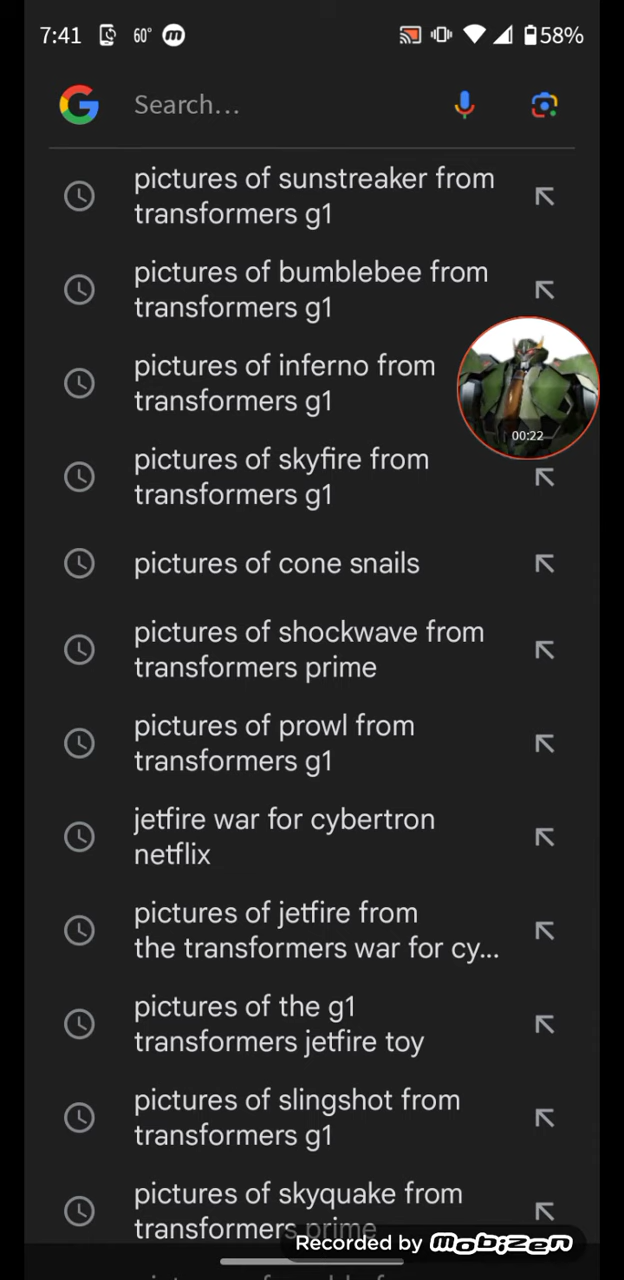 7:41 60° m 58%
Search...
pictures of sunstreaker from
transformers g1
pictures of bumblebee from
transformers g1
pictures of inferno from
transformers g1
00:22
pictures of skyfire from
transformers g1
pictures of cone snails
pictures of shockwave from
transformers prime
pictures of prowl from
transformers g1
jetfire war for cybertron
netflix
pictures of jetfire from
the transformers war for cy...
pictures of the g1
transformers jetfire toy
pictures of slingshot from
transformers g1
pictures of skyquake from
transformers prime
Recorded by mobizen